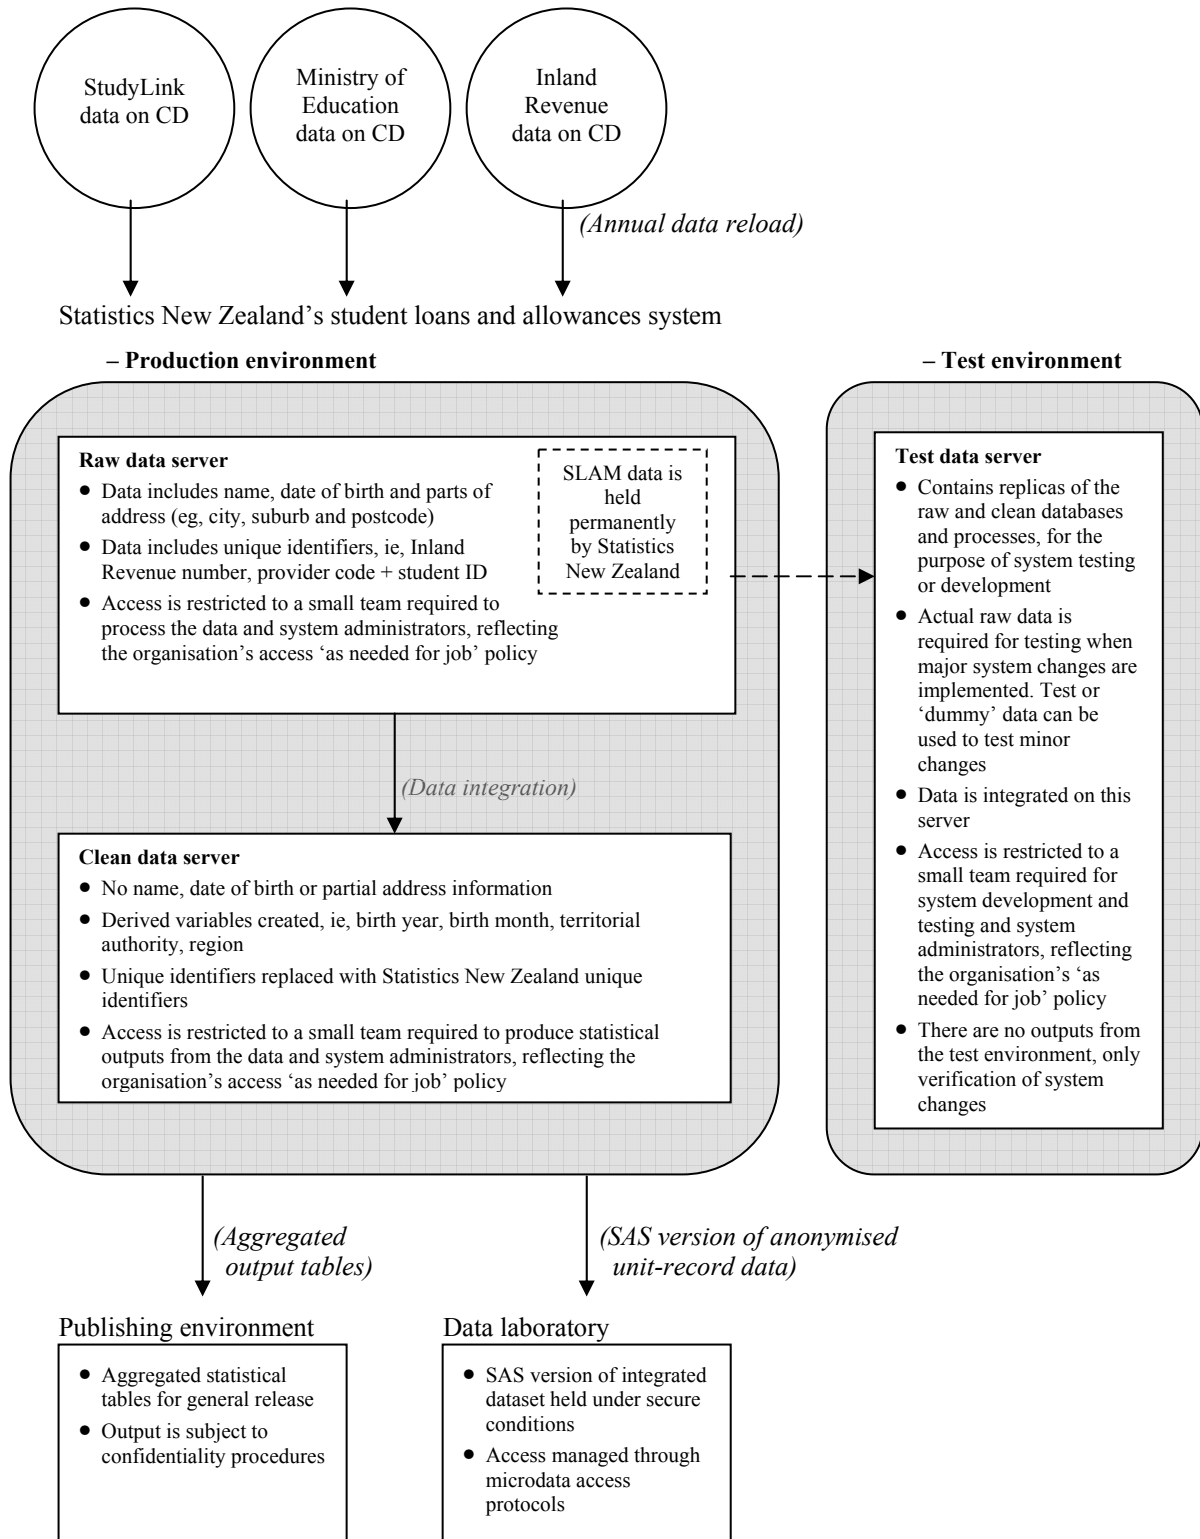 StudyLink
data on CD
Ministry of
Education
data on CD
Inland
Revenue
data on CD
(Annual data reload)
Statistics New Zealand’s student loans and allowances system
– Production environment
– Test environment
Raw data server
● Data includes name, date of birth and parts of
address (eg, city, suburb and postcode)
● Data includes unique identifiers, ie, Inland
Revenue number, provider code + student ID
● Access is restricted to a small team required to
process the data and system administrators, reflecting
the organisation’s access ‘as needed for job’ policy
SLAM data is
held
permanently
by Statistics
New Zealand
(Data integration)
Clean data server
● No name, date of birth or partial address information
● Derived variables created, ie, birth year, birth month, territorial
authority, region
● Unique identifiers replaced with Statistics New Zealand unique
identifiers
● Access is restricted to a small team required to produce statistical
outputs from the data and system administrators, reflecting the
organisation’s access ‘as needed for job’ policy
Test data server
● Contains replicas of the
raw and clean databases
and processes, for the
purpose of system testing
or development
● Actual raw data is
required for testing when
major system changes are
implemented. Test or
‘dummy’ data can be
used to test minor
changes
● Data is integrated on this
server
● Access is restricted to a
small team required for
system development and
testing and system
administrators, reflecting
the organisation’s ‘as
needed for job’ policy
● There are no outputs from
the test environment, only
verification of system
changes
(Aggregated
output tables)
(SAS version of anonymised
unit-record data)
Publishing environment
● Aggregated statistical
tables for general release
● Output is subject to
confidentiality procedures
Data laboratory
● SAS version of integrated
dataset held under secure
conditions
● Access managed through
microdata access
protocols